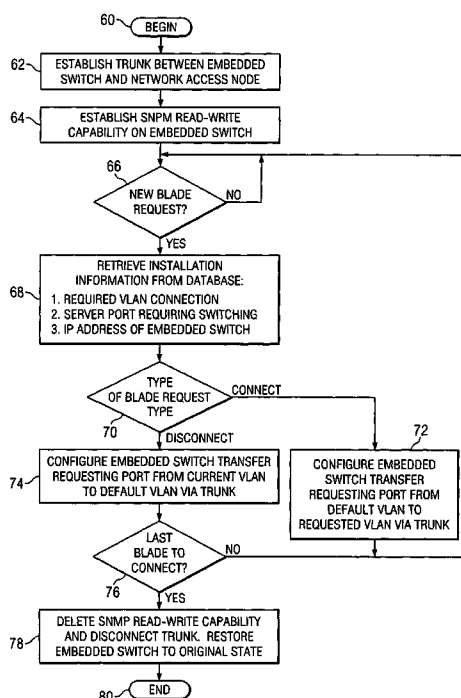 60
BEGIN
62
ESTABLISH TRUNK BETWEEN EMBEDDED
SWITCH AND NETWORK ACCESS NODE
64
ESTABLISH SNPM READ-WRITE
CAPABILITY ON EMBEDDED SWITCH
66
NEW BLADE
REQUEST?
NO
YES
68
RETRIEVE INSTALLATION
INFORMATION FROM DATABASE:
1. REQUIRED VLAN CONNECTION
2. SERVER PORT REQUIRING SWITCHING
3. IP ADDRESS OF EMBEDDED SWITCH
TYPE
OF BLADE REQUEST
TYPE
70
CONNECT
DISCONNECT
72
CONFIGURE EMBEDDED
SWITCH TRANSFER
REQUESTING PORT FROM
DEFAULT VLAN TO
REQUESTED VLAN VIA TRUNK
74
CONFIGURE EMBEDDED SWITCH TRANSFER
REQUESTING PORT FROM CURRENT VLAN
TO DEFAULT VLAN VIA TRUNK
LAST
BLADE TO
CONNECT?
76
NO
YES
78
DELETE SNMP READ-WRITE CAPABILITY
AND DISCONNECT TRUNK. RESTORE
EMBEDDED SWITCH TO ORIGINAL STATE
80
END